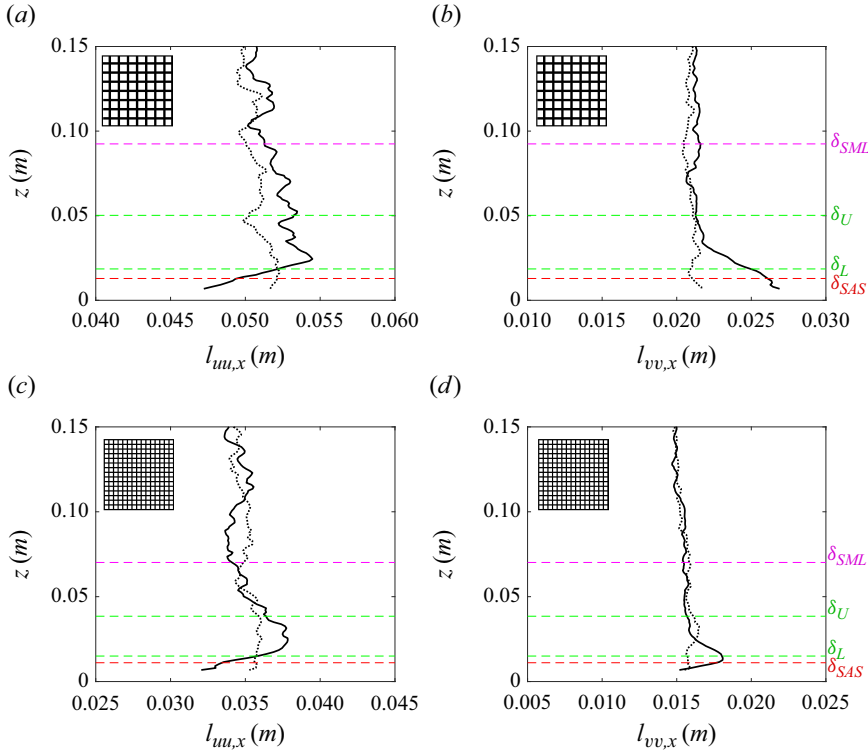 (a)
(b)
0.15
0.10
0.05
0
z (m)
0.040 0.045 0.050 0.055 0.060
l_{uu,x} (m)
0.15
0.10
0.05
0
z (m)
δ_{SML}
δ_U
δ_L
δ_{SAS}
0.010 0.015 0.020 0.025 0.030
l_{vv,x} (m)
(c)
(d)
0.15
0.10
0.05
0
z (m)
0.025 0.030 0.035 0.040 0.045
l_{uu,x} (m)
0.15
0.10
0.05
0
z (m)
δ_{SML}
δ_U
δ_L
δ_{SAS}
0.005 0.010 0.015 0.020 0.025
l_{vv,x} (m)